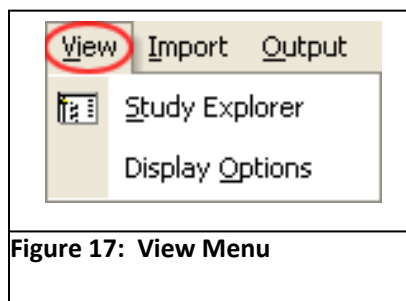 View Import Output
Study Explorer
Display Options
Figure 17: View Menu